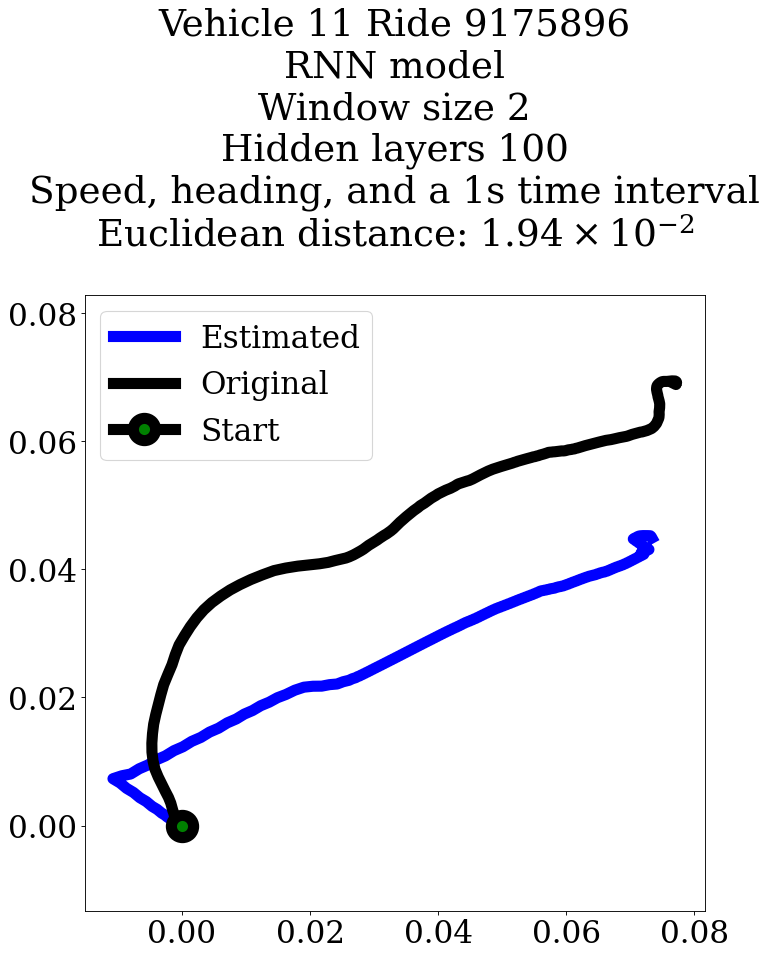 Vehicle 11 Ride 9175896
RNN model
Window size 2
Hidden layers 100
Speed, heading, and a 1s time interval
Euclidean distance: 1.94 × 10⁻²
0.08
0.06
0.04
0.02
0.00
Estimated
Original
Start
0.00 0.02 0.04 0.06 0.08